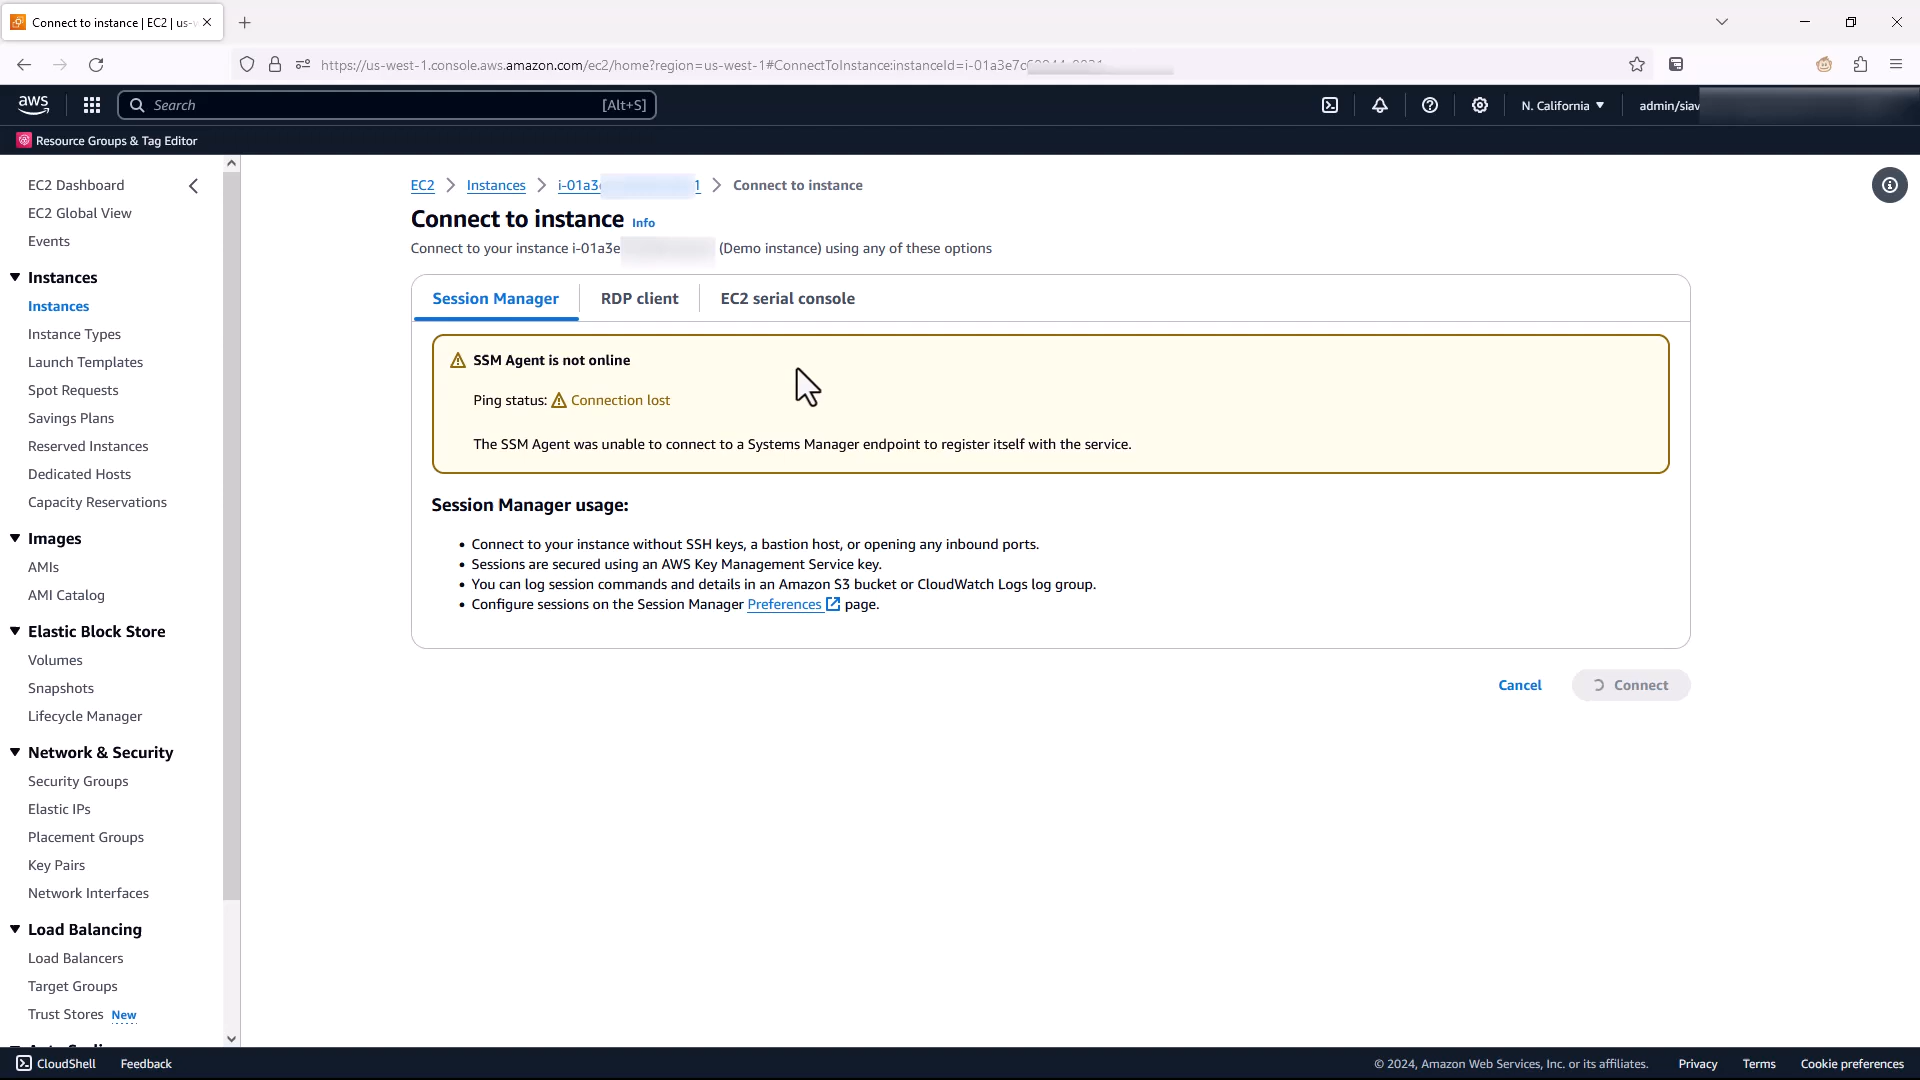 Connect to instance | EC2 | us-w
https://us-west-1.console.aws.amazon.com/ec2/home?region=us-west-1#ConnectToInstance:instanceId=i-01a3e7c
aws
Search
[Alt+S]
N. California
admin/siav
Resource Groups & Tag Editor
EC2 Dashboard
EC2 Global View
Events
Instances
Instances
Instance Types
Launch Templates
Spot Requests
Savings Plans
Reserved Instances
Dedicated Hosts
Capacity Reservations
Images
AMIs
AMI Catalog
Elastic Block Store
Volumes
Snapshots
Lifecycle Manager
Network & Security
Security Groups
Elastic IPs
Placement Groups
Key Pairs
Network Interfaces
Load Balancing
Load Balancers
Target Groups
Trust Stores New
EC2 > Instances > i-01a3 1 > Connect to instance
Connect to instance Info
Connect to your instance i-01a3e (Demo instance) using any of these options
Session Manager
RDP client
EC2 serial console
SSM Agent is not online
Ping status: Connection lost
The SSM Agent was unable to connect to a Systems Manager endpoint to register itself with the service.
Session Manager usage:
• Connect to your instance without SSH keys, a bastion host, or opening any inbound ports.
• Sessions are secured using an AWS Key Management Service key.
• You can log session commands and details in an Amazon S3 bucket or CloudWatch Logs log group.
• Configure sessions on the Session Manager Preferences page.
Cancel
Connect
CloudShell
Feedback
© 2024, Amazon Web Services, Inc. or its affiliates.
Privacy
Terms
Cookie preferences